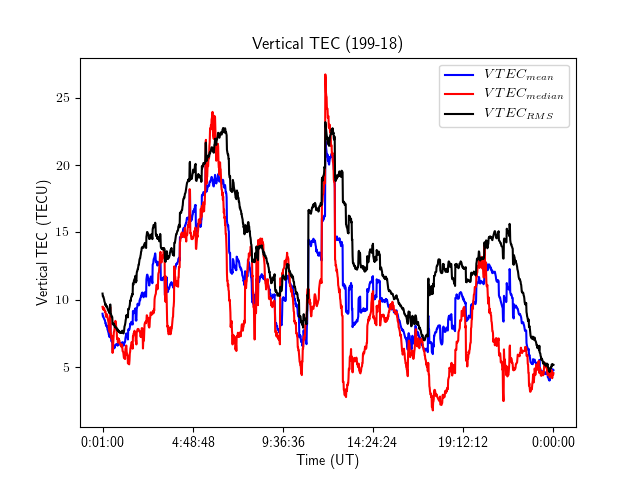 Vertical TEC (199-18)
VTEC_mean
VTEC_median
VTEC_RMS
Vertical TEC (TECU)
25
20
15
10
5
0:01:00 4:48:48 9:36:36 14:24:24 19:12:12 0:00:00
Time (UT)